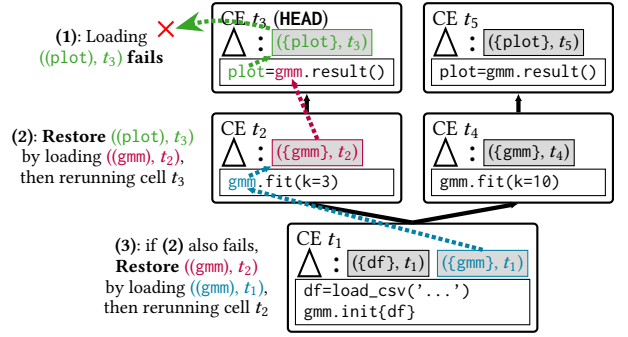 (1): Loading
((plot), t3) fails
CE t3 (HEAD)
Δ : ({plot}, t3)
plot=gmm.result()
CE t5
Δ : ({plot}, t5)
plot=gmm.result()
(2): Restore ((plot), t3)
by loading ((gmm), t2),
then rerunning cell t3
CE t2
Δ : ({gmm}, t2)
gmm.fit(k=3)
CE t4
Δ : ({gmm}, t4)
gmm.fit(k=10)
(3): if (2) also fails,
Restore ((gmm), t2)
by loading ((gmm), t1),
then rerunning cell t2
CE t1
Δ : ({df}, t1) ({gmm}, t1)
df=load_csv('...')
gmm.init{df}